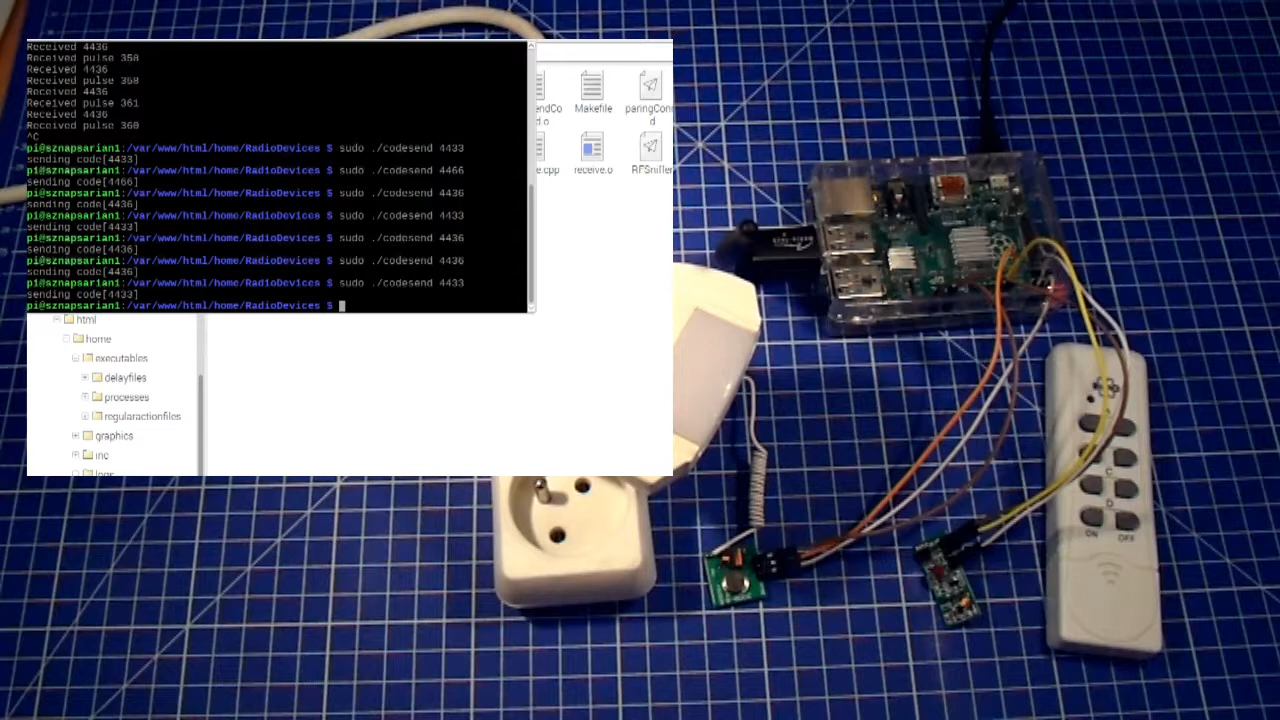 Received 4436
Received pulse 358
Received 4436
Received pulse 358
Received 4436
Received pulse 361
Received 4436
Received pulse 360
^C
pi@sznapsarian1:/var/www/html/home/RadioDevices $ sudo ./codesend 4433
sending code[4433]
pi@sznapsarian1:/var/www/html/home/RadioDevices $ sudo ./codesend 4466
sending code[4466]
pi@sznapsarian1:/var/www/html/home/RadioDevices $ sudo ./codesend 4436
sending code[4436]
pi@sznapsarian1:/var/www/html/home/RadioDevices $ sudo ./codesend 4433
sending code[4433]
pi@sznapsarian1:/var/www/html/home/RadioDevices $ sudo ./codesend 4436
sending code[4436]
pi@sznapsarian1:/var/www/html/home/RadioDevices $ sudo ./codesend 4436
sending code[4436]
pi@sznapsarian1:/var/www/html/home/RadioDevices $ sudo ./codesend 4433
sending code[4433]
pi@sznapsarian1:/var/www/html/home/RadioDevices $
endCo
d.o
Makefile
paringConn
d
e.cpp
receive.o
RFSniffer
html
home
executables
delayfiles
processes
regularactionfiles
graphics
inc
logs
C
D
ON OFF